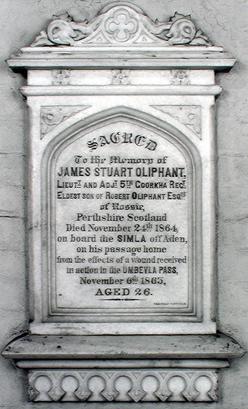 SACRED
To the Memory of
JAMES STUART OLIPHANT,
LIEUT. AND ADJT 5TH GOORKHA REGT.
ELDEST SON OF ROBERT OLIPHANT ESQRE
of Rossie,
Perthshire Scotland
Died November 24th 1864,
on board the SIMLA off Aden,
on his passage home
from the effects of a wound received
in action in the UMBEYLA PASS,
November 6th 1863,
AGED 26.